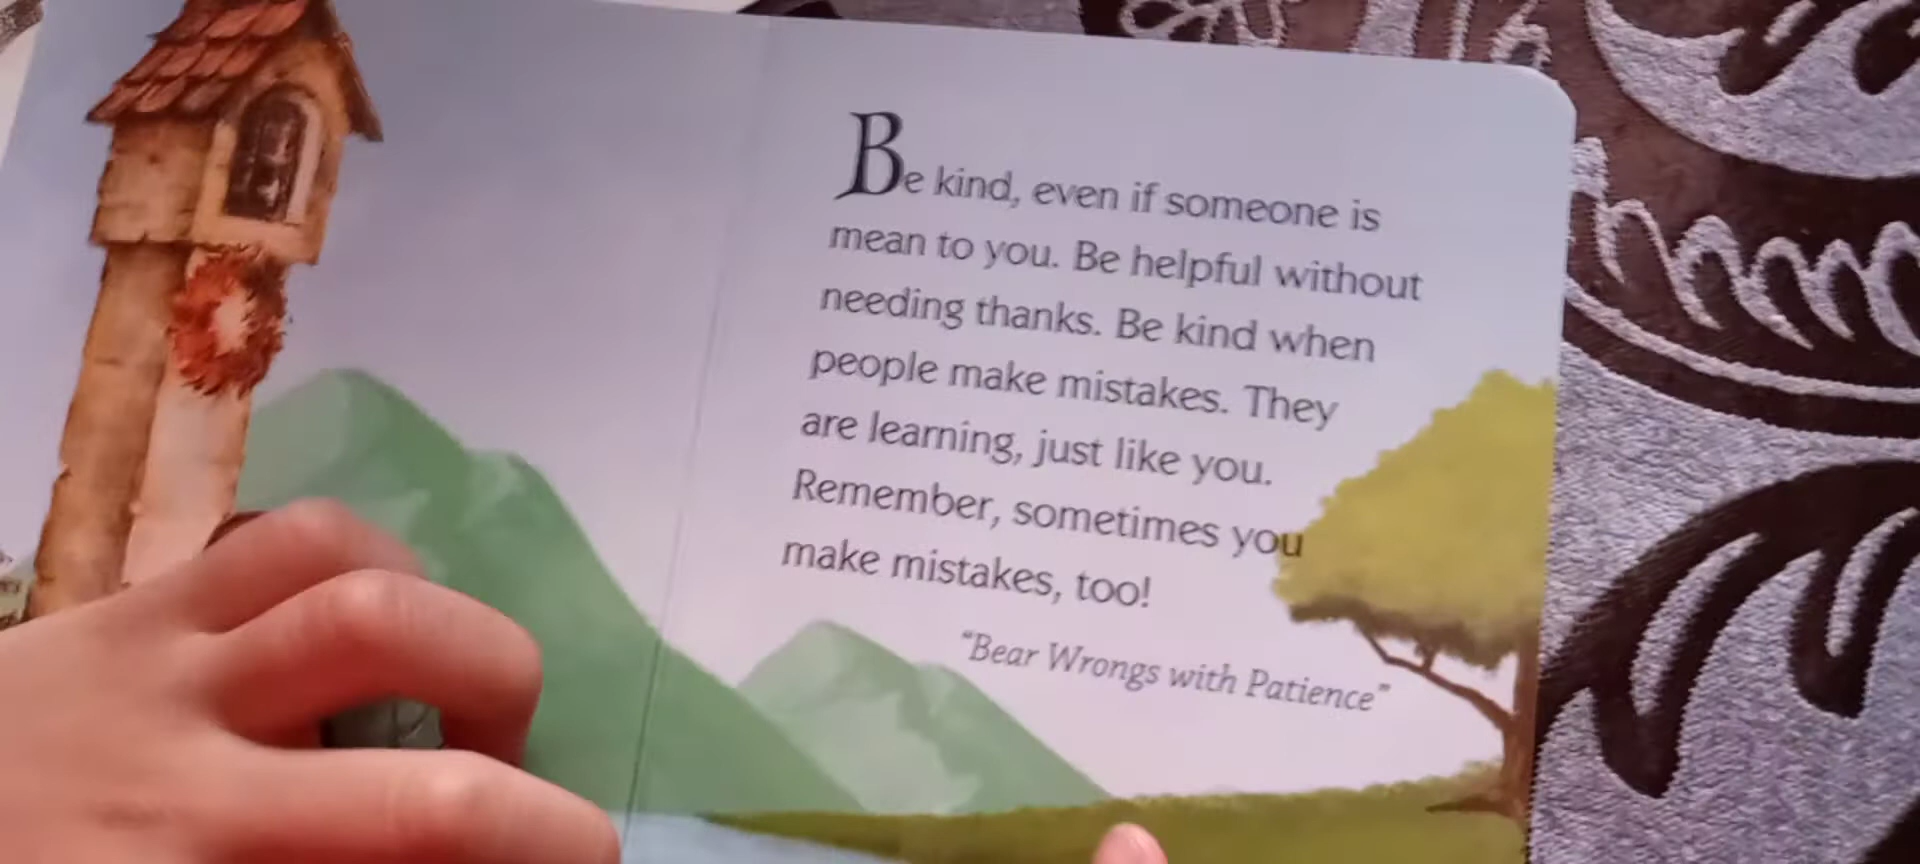 Be kind, even if someone is
mean to you. Be helpful without
needing thanks. Be kind when
people make mistakes. They
are learning, just like you.
Remember, sometimes you
make mistakes, too!
“Bear Wrongs with Patience”